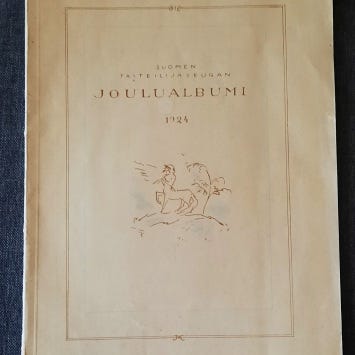 SUOMEN
TAITEILIJASEURAN
JOULUALBUMI
1924